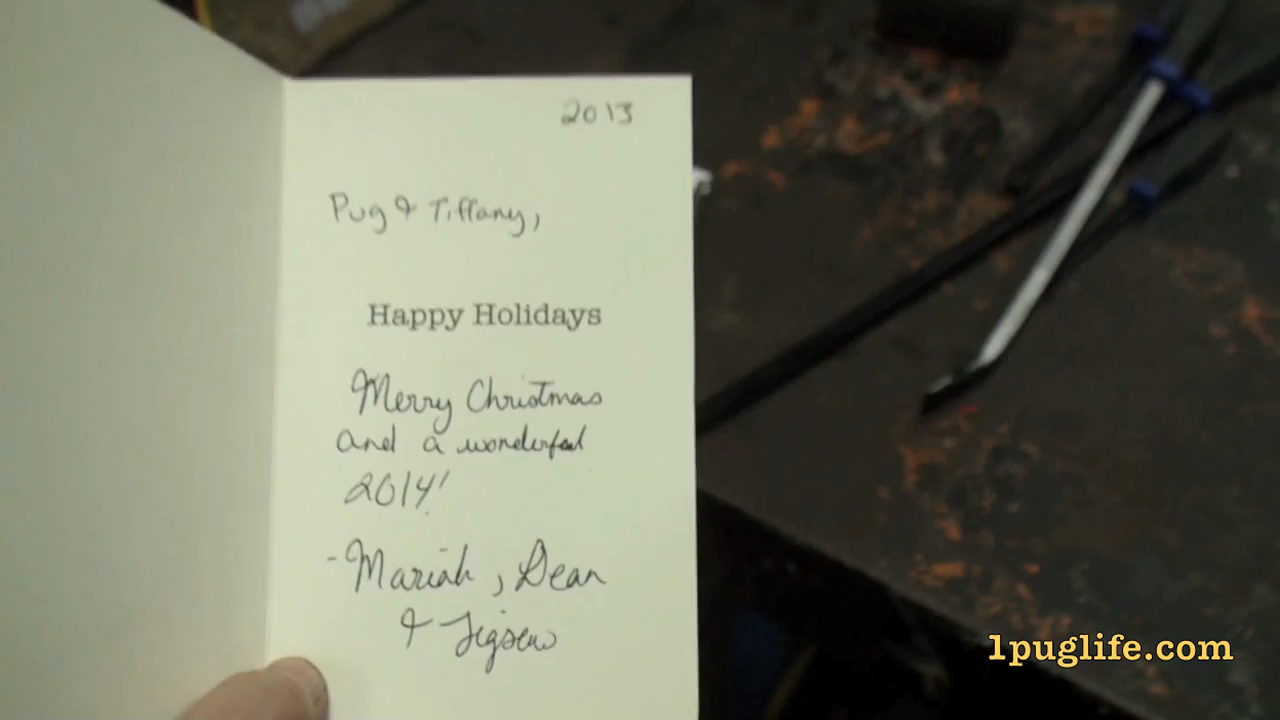 2013
Pug & Tiffany,
Happy Holidays
Merry Christmas
and a wonderful
2014!
- Mariah, Dean
& Jigsaw
1puglife.com